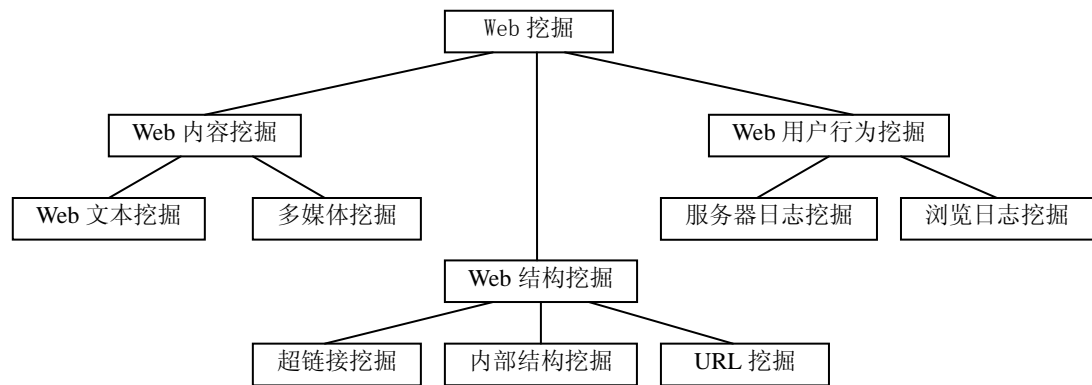 Web 挖掘
Web 内容挖掘
Web 用户行为挖掘
Web 文本挖掘
多媒体挖掘
服务器日志挖掘
浏览日志挖掘
Web 结构挖掘
超链接挖掘
内部结构挖掘
URL 挖掘